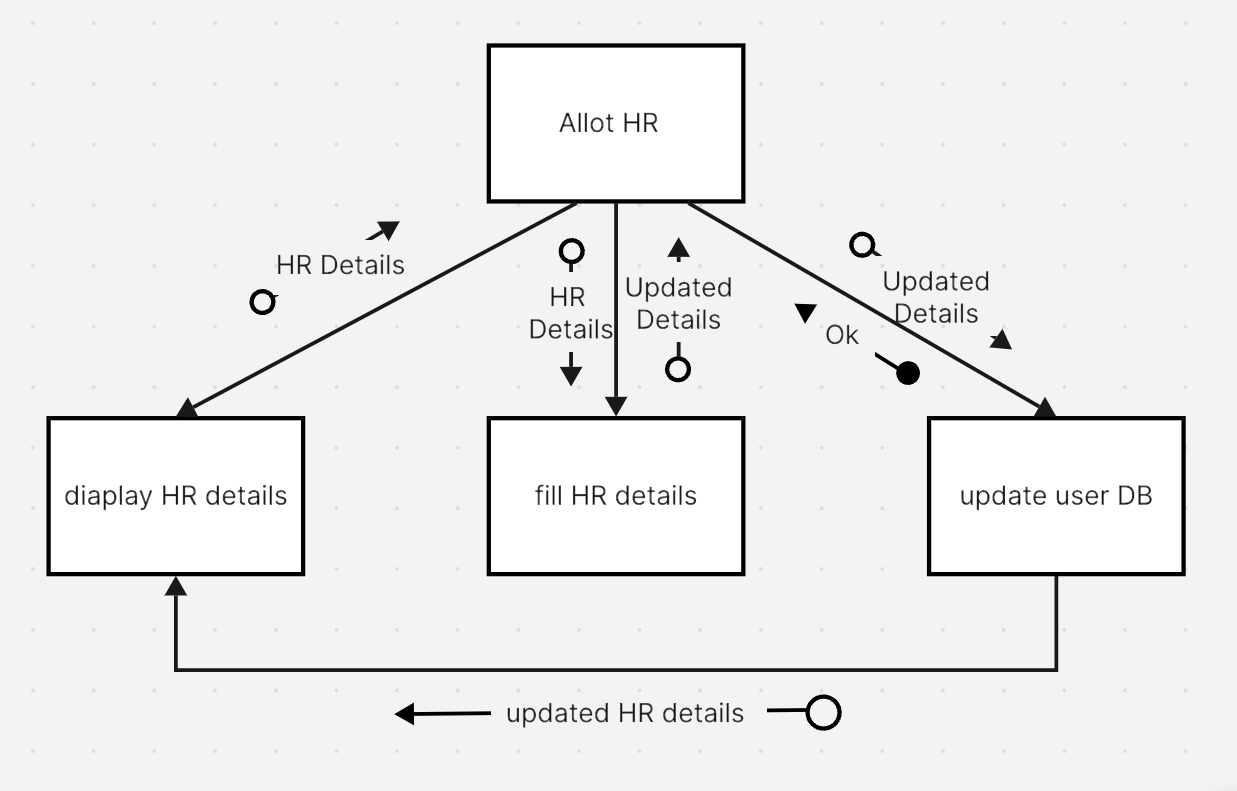 Allot HR
HR Details
HR
Details
Updated
Details
Updated
Details
Ok
diaplay HR details
fill HR details
update user DB
updated HR details